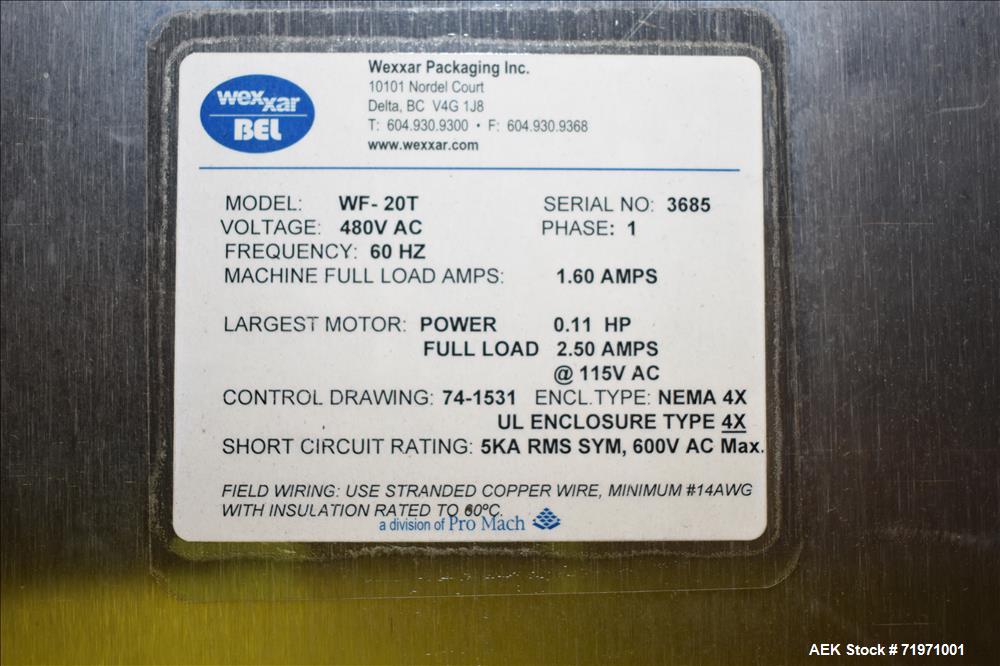 wexxar
BEL
Wexxar Packaging Inc.
10101 Nordel Court
Delta, BC V4G 1J8
T: 604.930.9300 • F: 604.930.9368
www.wexxar.com
MODEL: WF- 20T SERIAL NO: 3685
VOLTAGE: 480V AC PHASE: 1
FREQUENCY: 60 HZ
MACHINE FULL LOAD AMPS: 1.60 AMPS
LARGEST MOTOR: POWER 0.11 HP
FULL LOAD 2.50 AMPS
@ 115V AC
CONTROL DRAWING: 74-1531 ENCL.TYPE: NEMA 4X
UL ENCLOSURE TYPE 4X
SHORT CIRCUIT RATING: 5KA RMS SYM, 600V AC Max.
FIELD WIRING: USE STRANDED COPPER WIRE, MINIMUM #14AWG
WITH INSULATION RATED TO 60ºC.
a division of Pro Mach
AEK Stock # 71971001